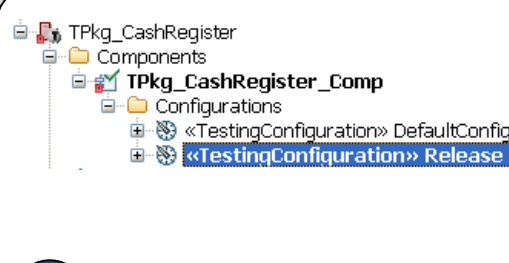 TPkg_CashRegister
Components
TPkg_CashRegister_Comp
Configurations
«TestingConfiguration» DefaultConfig
«TestingConfiguration» Release